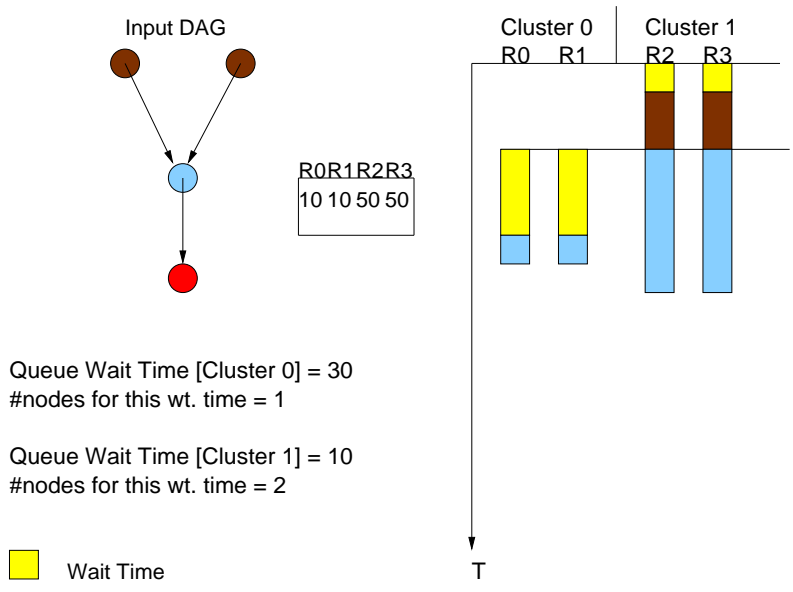 Input DAG
Cluster 0 Cluster 1
R0 R1 R2 R3
R0R1R2R3
10 10 50 50
Queue Wait Time [Cluster 0] = 30
#nodes for this wt. time = 1
Queue Wait Time [Cluster 1] = 10
#nodes for this wt. time = 2
Wait Time
T